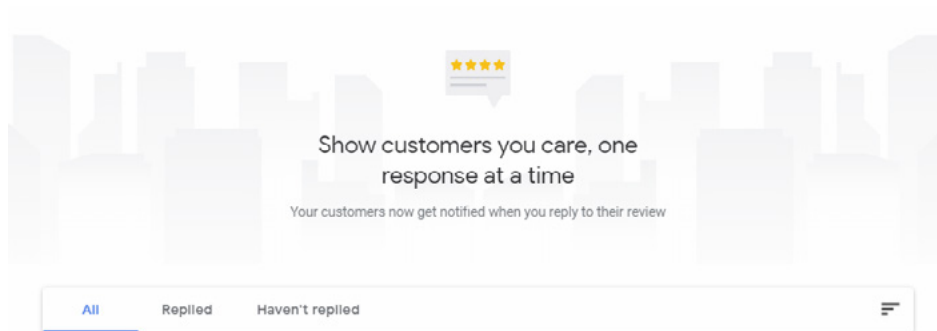 Show customers you care, one
response at a time
Your customers now get notified when you reply to their review
All Replied Haven't replied